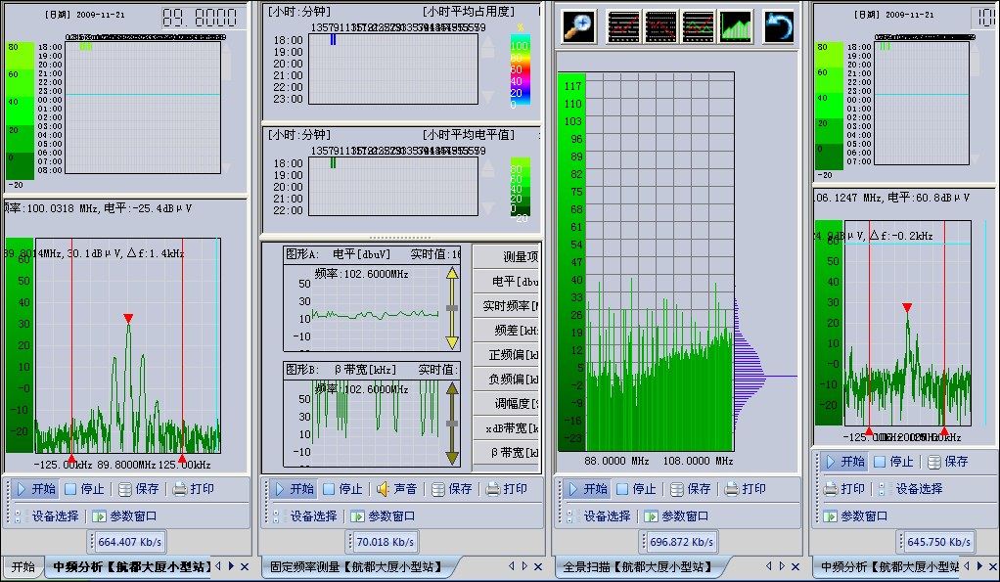 [日期] 2009-11-21
80
60
40
20
0
-20
18:00
19:00
20:00
21:00
22:00
23:00
00:00
01:00
02:00
03:00
04:00
05:00
06:00
07:00
08:00
频率:100.0318 MHz,电平:-25.4dBμV
89.8014MHz,30.1dBμV,△f:1.4kHz
60
50
40
30
20
10
-0
-10
-20
-125.00kHz 89.8000MHz 125.00kHz
开始 停止 保存 打印
设备选择 参数窗口
664.407 Kb/s
开始 中频分析【航都大厦小型站】
[小时:分钟] [小时平均占用度]
18:00
19:00
20:00
21:00
22:00
23:00
%
100
80
60
40
20
0
[小时:分钟] [小时平均电平值]
18:00
19:00
20:00
21:00
22:00
80
60
40
20
0
-20
图形A: 电平[dbuV] 实时值:16
频率:102.6000MHz
50
30
10
-10
图形B: β带宽[kHz] 实时值:
频率:102.6000MHz
50
30
10
-10
测量项
电平[dbu
实时频率[M
频差[kHz
正频偏[kH
负频偏[kH
调幅度[%
xdB带宽[k
β带宽[kH
开始 停止 声音 保存 打印
设备选择 参数窗口
70.018 Kb/s
固定频率测量【航都大厦小型站】
117
110
103
96
89
82
75
68
61
54
47
40
33
26
19
12
5
-2
-9
-16
-23
88.0000 MHz 108.0000 MHz
开始 停止 保存 打印
设备选择 参数窗口
696.872 Kb/s
全景扫描【航都大厦小型站】
[日期] 2009-11-21
80
60
40
20
0
-20
18:00
19:00
20:00
21:00
22:00
23:00
00:00
01:00
02:00
03:00
04:00
05:00
06:00
07:00
106.1247 MHz,电平:60.8dBμV
dBμV,△f:-0.2kHz
60
50
40
30
20
10
-0
-10
-20
开始 停止 保存
打印 设备选择
参数窗口
645.750 Kb/s
中频分析【航都大厦小型站